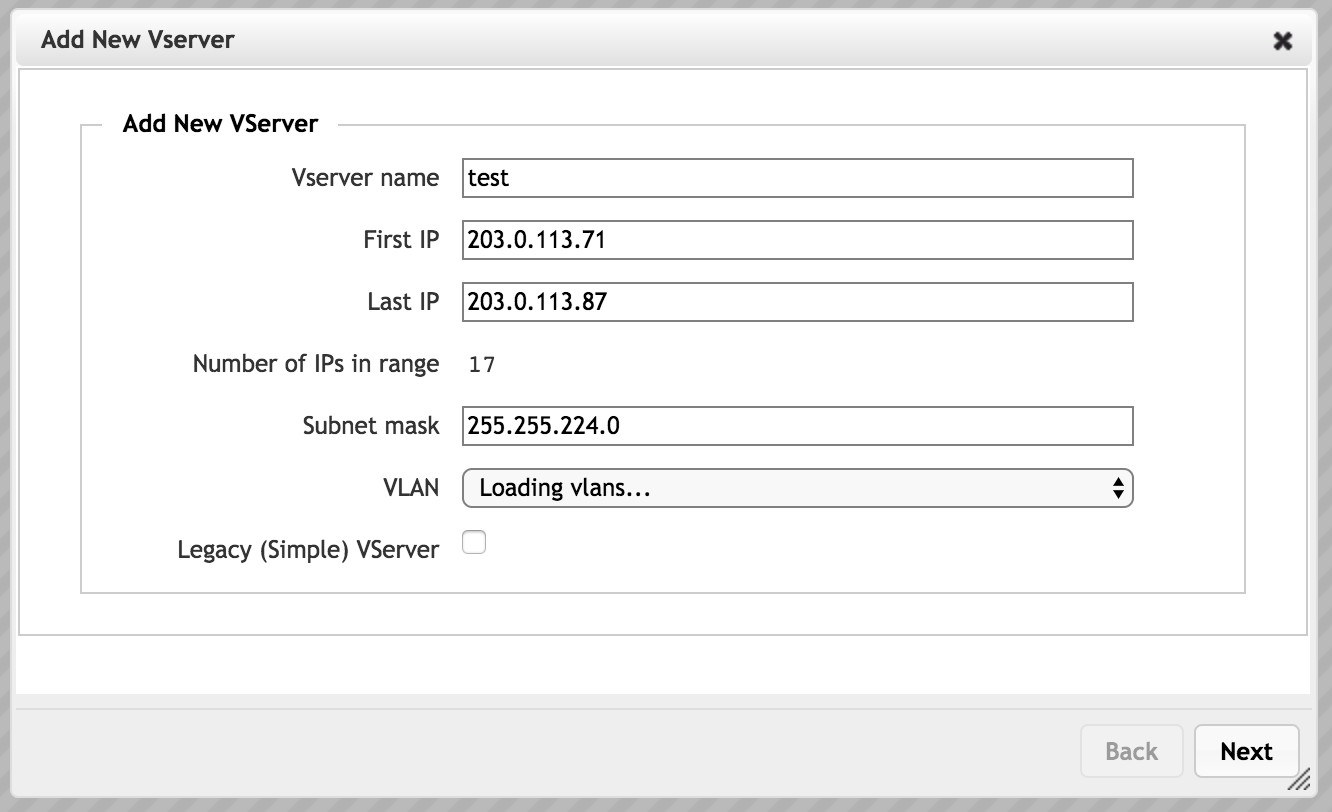 Add New Vserver
Add New VServer
Vserver name test
First IP 203.0.113.71
Last IP 203.0.113.87
Number of IPs in range 17
Subnet mask 255.255.224.0
VLAN Loading vlans...
Legacy (Simple) VServer
Back Next